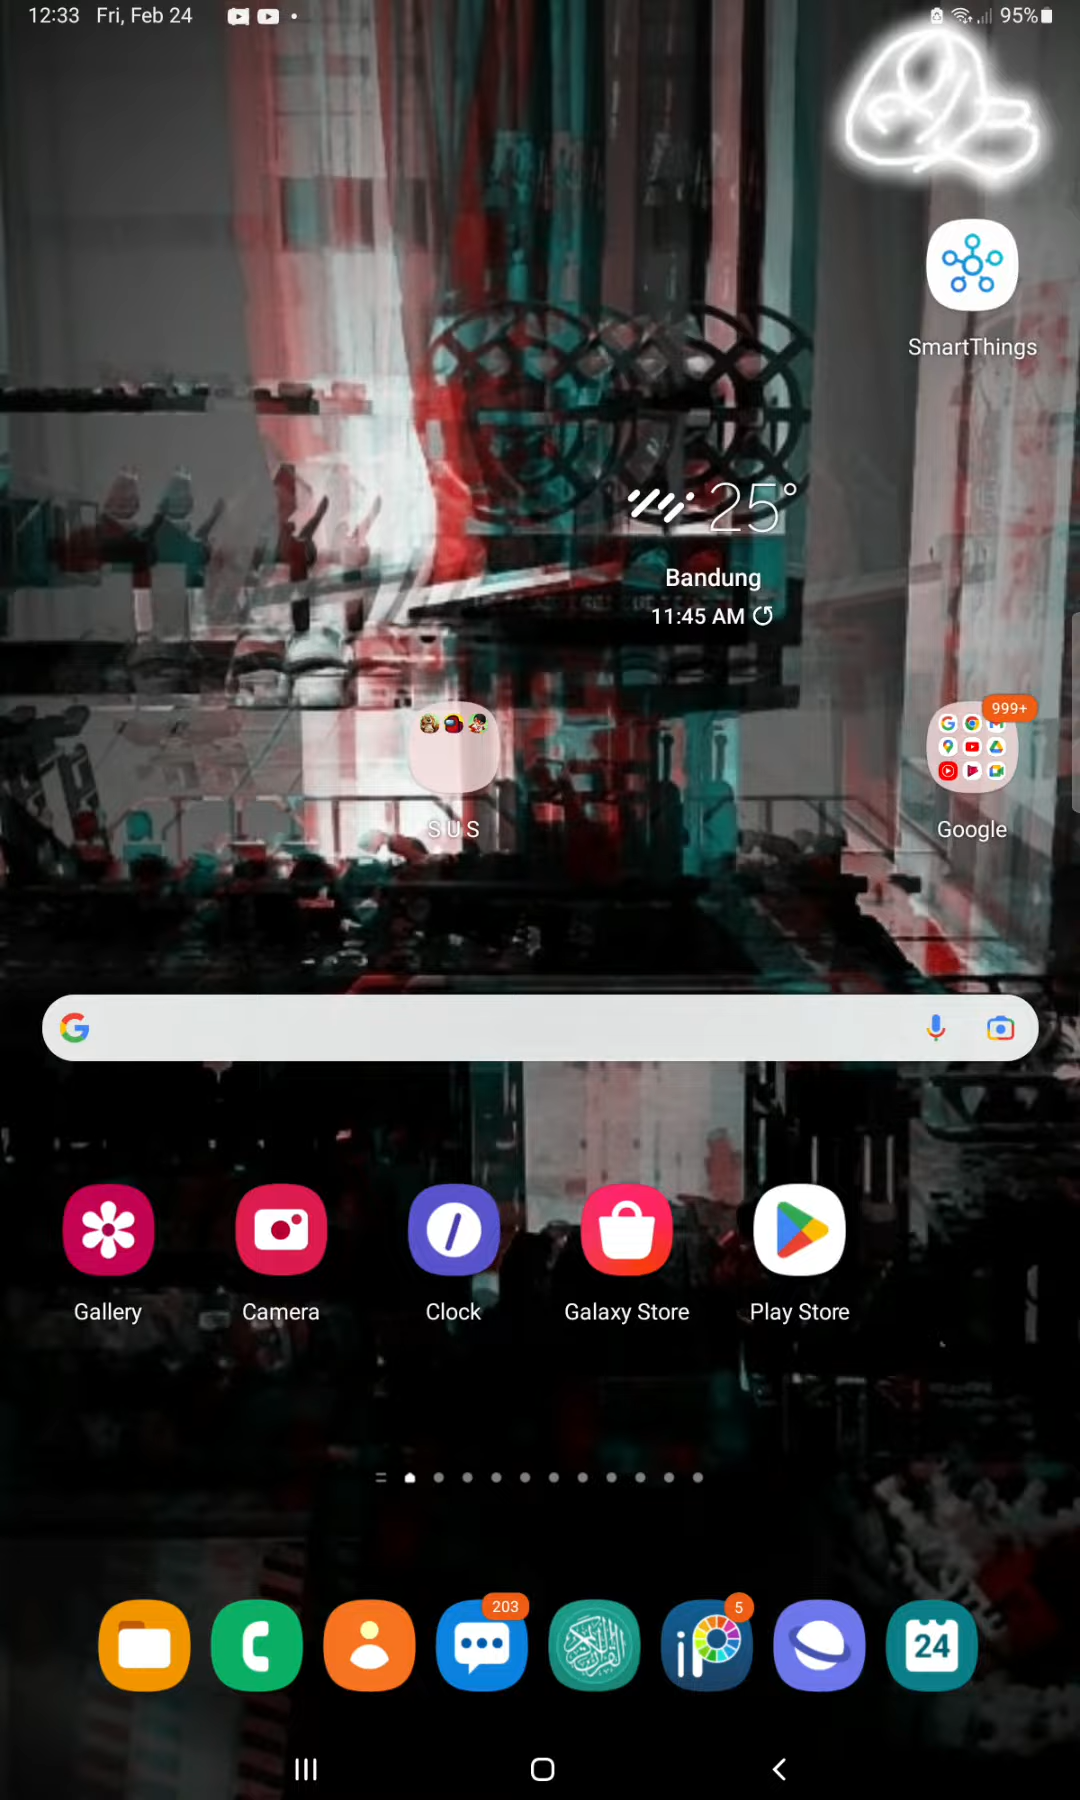 12:33 Fri, Feb 24
95%
SmartThings
25°
Bandung
11:45 AM
999+
S U S
Google
Gallery
Camera
Clock
Galaxy Store
Play Store
203
5
24